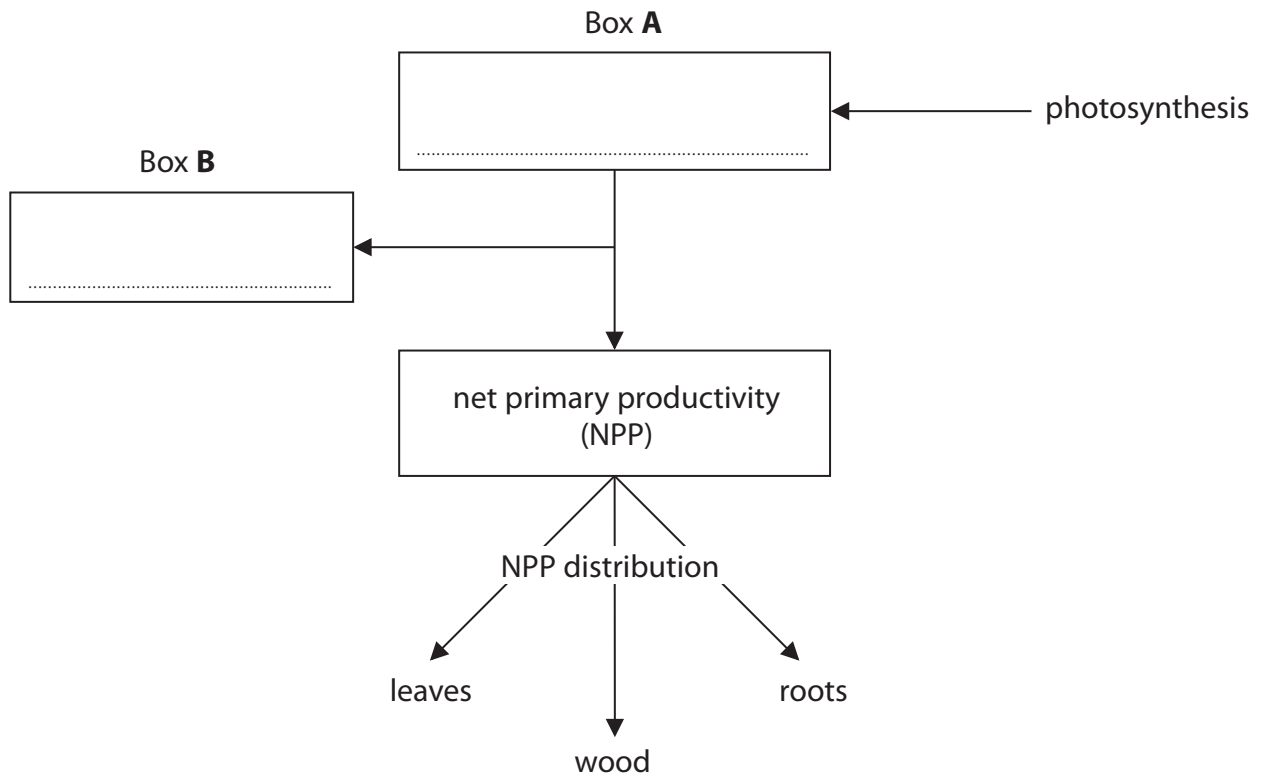 Box A
photosynthesis
Box B
net primary productivity
(NPP)
NPP distribution
leaves
roots
wood